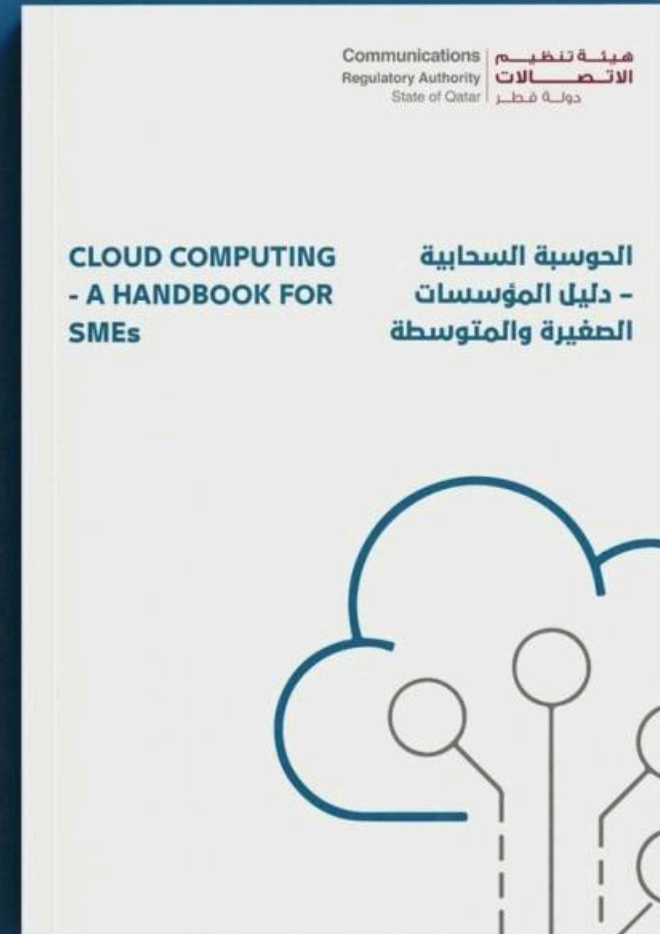 Communications
Regulatory Authority
State of Qatar
هيئة تنظيم
الاتصالات
دولة قطر
CLOUD COMPUTING
- A HANDBOOK FOR
SMEs
الحوسبة السحابية
– دليل المؤسسات
الصغيرة والمتوسطة